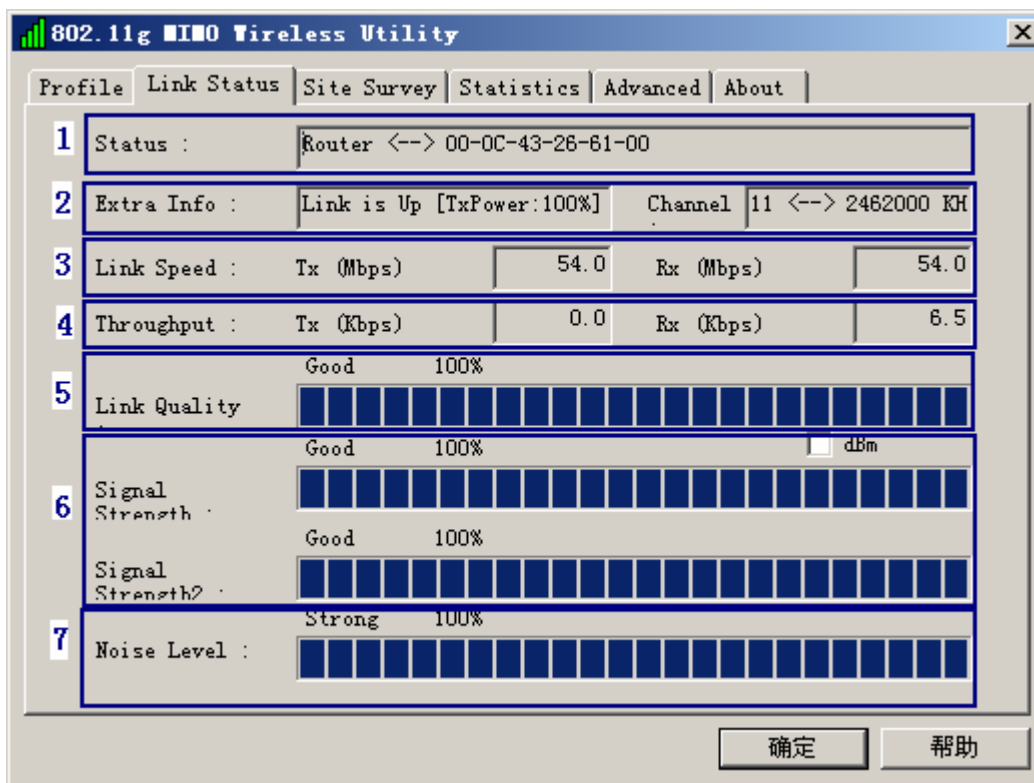 802.11g MIMO Wireless Utility
Profile Link Status Site Survey Statistics Advanced About
1 Status : Router <--> 00-0C-43-26-61-00
2 Extra Info : Link is Up [TxPower:100%] Channel 11 <--> 2462000 KH
3 Link Speed : Tx (Mbps) 54.0 Rx (Mbps) 54.0
4 Throughput : Tx (Kbps) 0.0 Rx (Kbps) 6.5
Good 100%
5 Link Quality
Good 100% dBm
6 Signal
Strength :
Good 100%
Signal
Strength2 :
Strong 100%
7 Noise Level :
确定 帮助